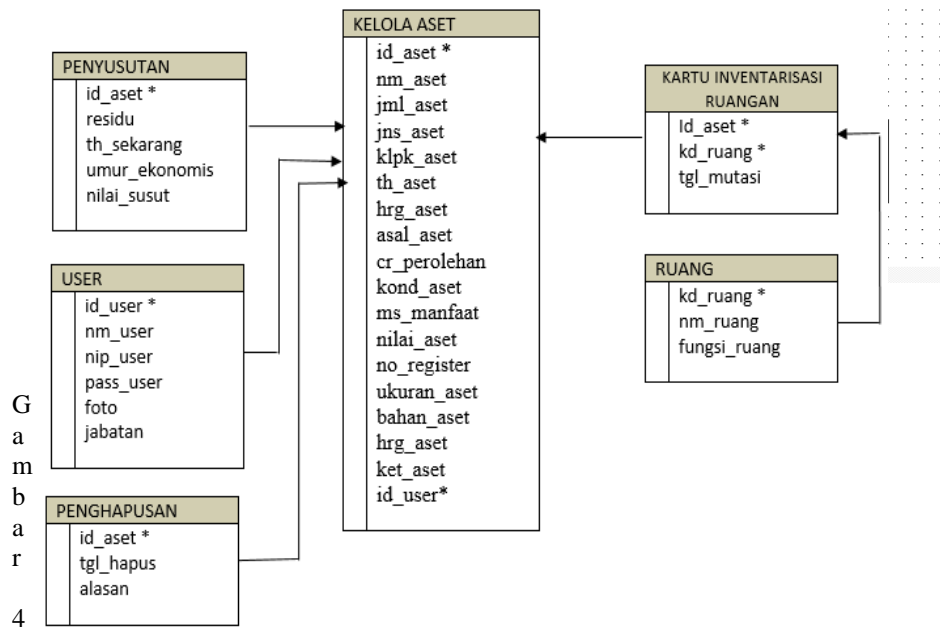 PENYUSUTAN
id_aset *
residu
th_sekarang
umur_ekonomis
nilai_susut
USER
id_user *
nm_user
nip_user
pass_user
foto
jabatan
PENGHAPUSAN
id_aset *
tgl_hapus
alasan
KELOLA ASET
id_aset *
nm_aset
jml_aset
jns_aset
klpk_aset
th_aset
hrg_aset
asal_aset
cr_perolehan
kond_aset
ms_manfaat
nilai_aset
no_register
ukuran_aset
bahan_aset
hrg_aset
ket_aset
id_user*
KARTU INVENTARISASI
RUANGAN
Id_aset *
kd_ruang *
tgl_mutasi
RUANG
kd_ruang *
nm_ruang
fungsi_ruang
G
a
m
b
a
r
4